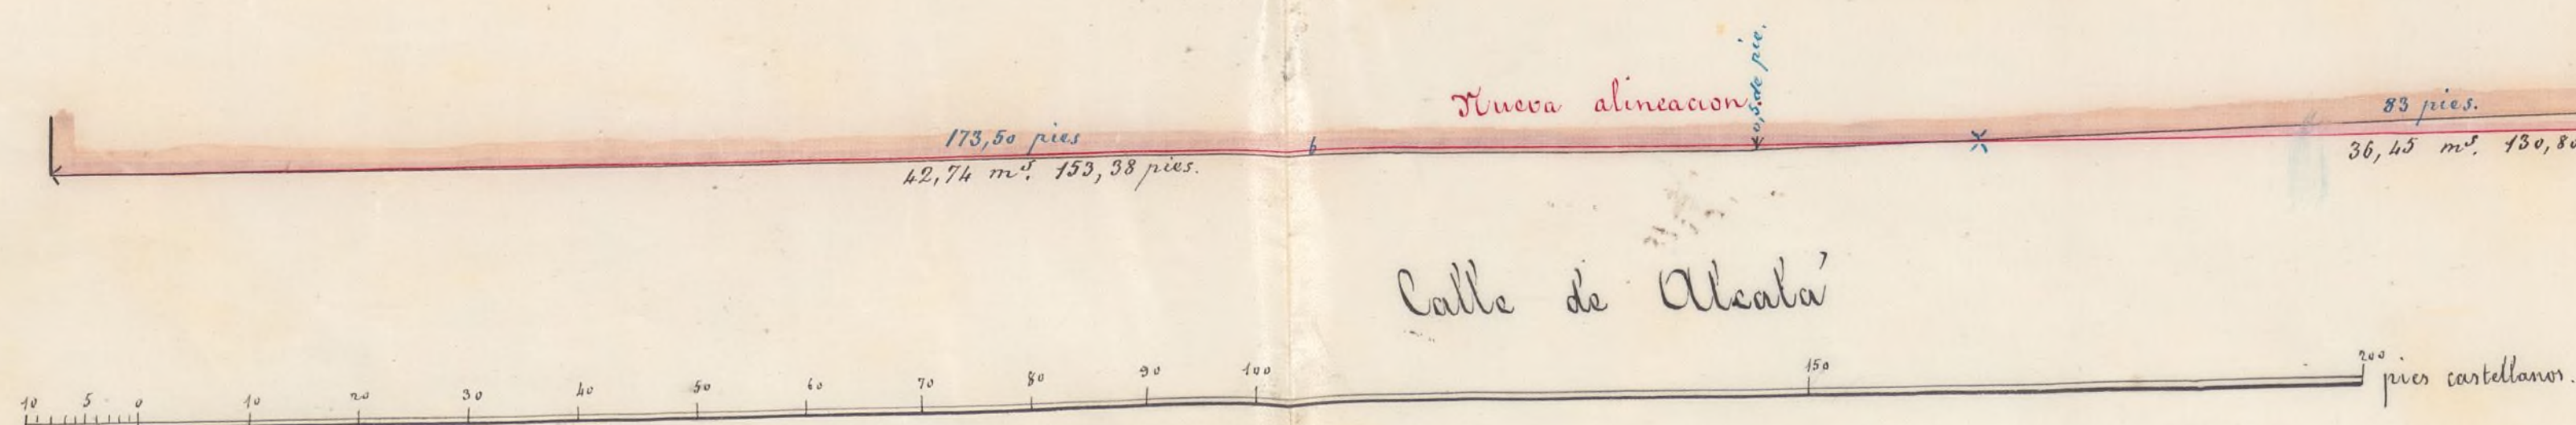 0,5 de pie.
Nueva alineacion.
83 pies.
173,50 pies
6
36,45 mˢ. 130,80
42,74 mˢ. 153,38 pies.
Calle de Alcalá
10 5 0 10 20 30 40 50 60 70 80 90 100 150 200 pies castellanos.